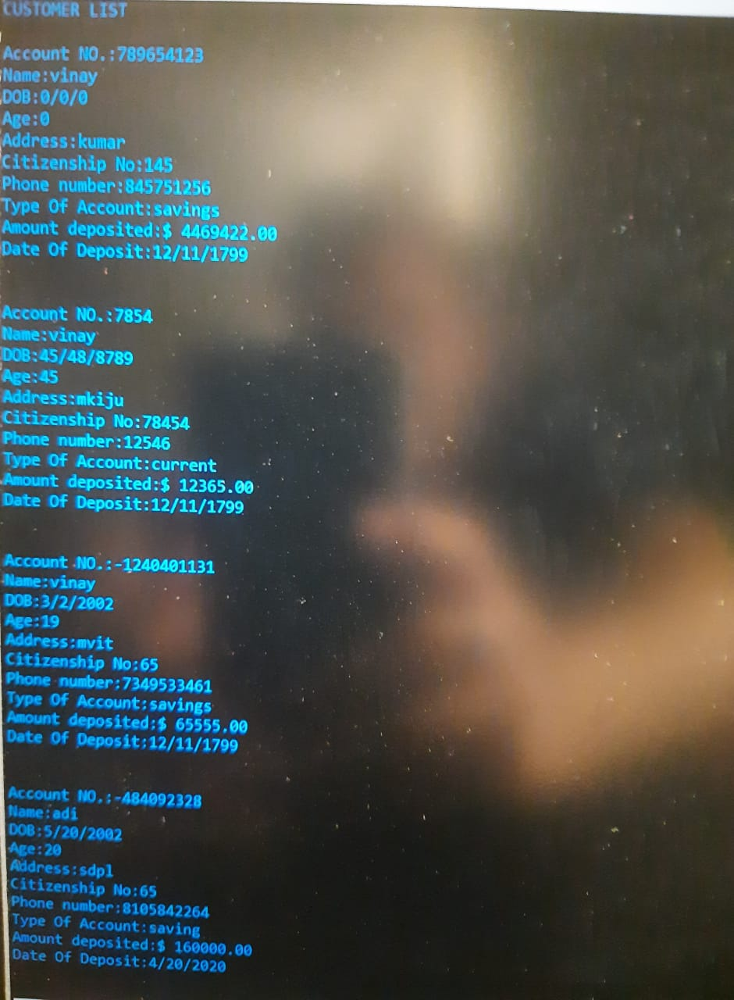 CUSTOMER LIST
Account NO.:789654123
Name:vinay
DOB:0/0/0
Age:0
Address:kumar
Citizenship No:145
Phone number:845751256
Type Of Account:savings
Amount deposited:$ 4469422.00
Date Of Deposit:12/11/1799
Account NO.:7854
Name:vinay
DOB:45/48/8789
Age:45
Address:mkiju
Citizenship No:78454
Phone number:12546
Type Of Account:current
Amount deposited:$ 12365.00
Date Of Deposit:12/11/1799
Account NO.:-1240401131
Name:vinay
DOB:3/2/2002
Age:19
Address:mvit
Citizenship No:65
Phone number:7349533461
Type Of Account:savings
Amount deposited:$ 65555.00
Date Of Deposit:12/11/1799
Account NO.:-484092328
Name:adi
DOB:5/20/2002
Age:20
Address:sdpl
Citizenship No:65
Phone number:8105842264
Type Of Account:saving
Amount deposited:$ 160000.00
Date Of Deposit:4/20/2020